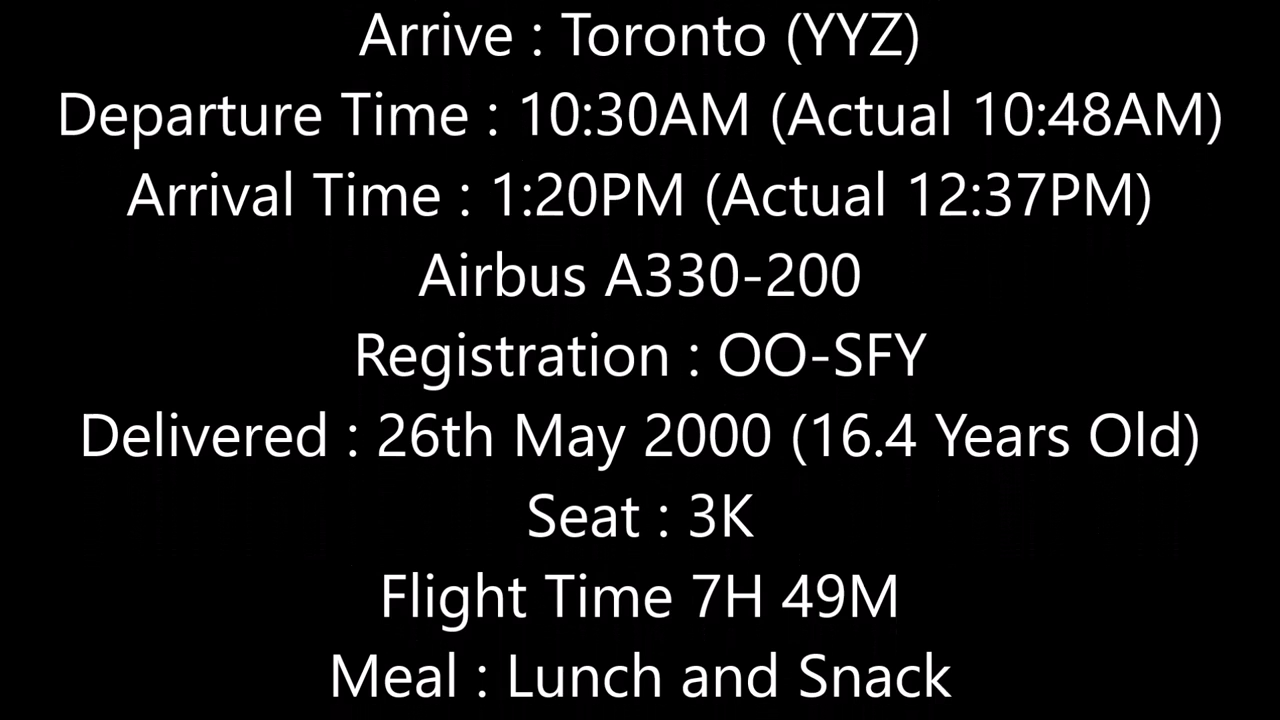 Arrive : Toronto (YYZ)
Departure Time : 10:30AM (Actual 10:48AM)
Arrival Time : 1:20PM (Actual 12:37PM)
Airbus A330-200
Registration : OO-SFY
Delivered : 26th May 2000 (16.4 Years Old)
Seat : 3K
Flight Time 7H 49M
Meal : Lunch and Snack